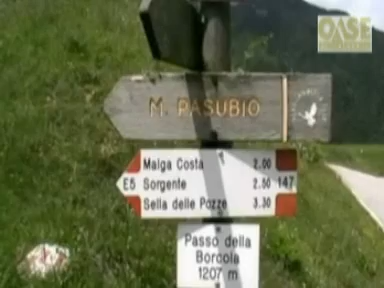 OASE
M. PASUBIO
Malga Costa 2.00
E5 Sorgente 2.50 147
Sella delle Pozze 3.30
Passo della
Borcola
1207 m